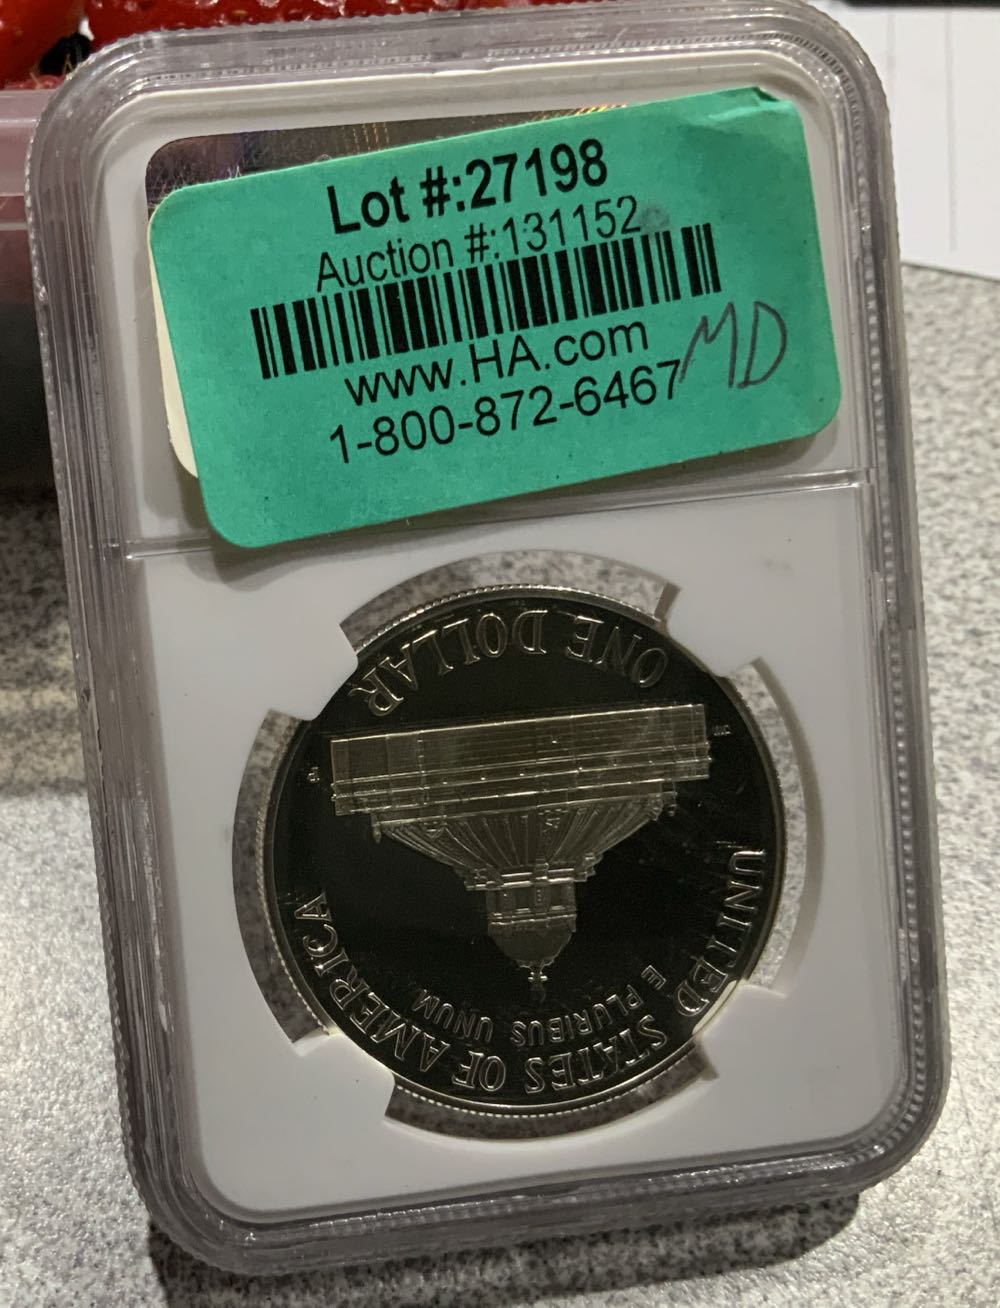 Lot #:27198
Auction #:131152
www.HA.com
1-800-872-6467
MD
UNITED STATES OF AMERICA
E PLURIBUS UNUM
ONE DOLLAR
P